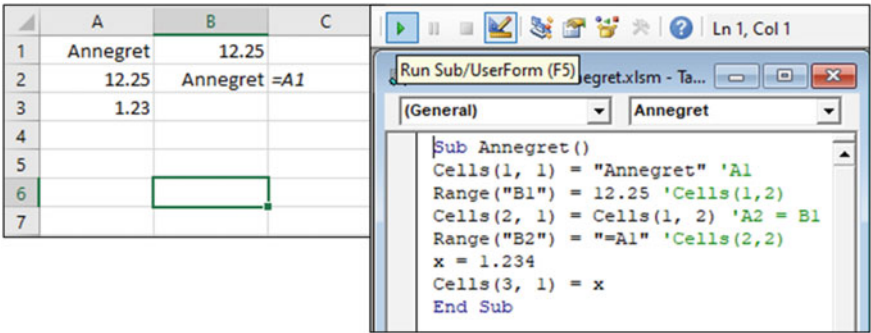 A B C
1 Annegret 12.25
2 12.25 Annegret =A1
3 1.23
4
5
6
7
Ln 1, Col 1
Run Sub/UserForm (F5)
egret.xlsm - Ta...
(General) Annegret
Sub Annegret()
Cells(1, 1) = "Annegret" 'A1
Range("B1") = 12.25 'Cells(1,2)
Cells(2, 1) = Cells(1, 2) 'A2 = B1
Range("B2") = "=A1" 'Cells(2,2)
x = 1.234
Cells(3, 1) = x
End Sub